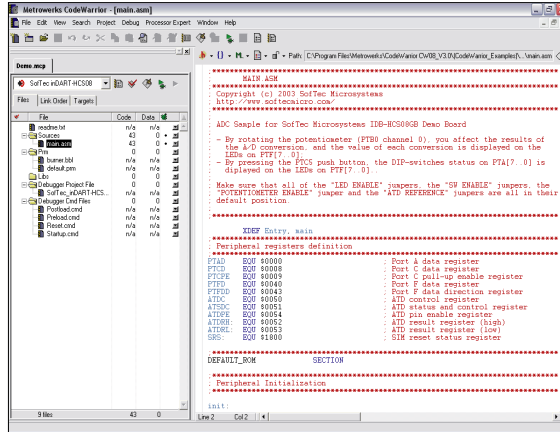 Metrowerks CodeWarrior - [main.asm]
File Edit View Search Project Debug Processor Expert Window Help
Path: C:\Program Files\Metrowerks\CodeWarrior CW08_V3.0\(CodeWarrior_Examples)\...\main.asm
Demo.mcp
SofTec inDART-HCS08
Files Link Order Targets
File Code Data
readme.txt n/a n/a
Sources 43 0
main.asm 43 0
Prm 0 0
burner.bbl n/a n/a
default.prm n/a n/a
Libs 0 0
Debugger Project File 0 0
SofTec_inDART-HCS... n/a n/a
Debugger Cmd Files 0 0
Postload.cmd n/a n/a
Preload.cmd n/a n/a
Reset.cmd n/a n/a
Startup.cmd n/a n/a
9 files 43 0
; MAIN.ASM
; Copyright (c) 2003 SofTec Microsystems
; http://www.softecmicro.com/
; ADC Sample for SofTec Microsystems IDB-HCS08GB Demo Board
; - By rotating the potentiometer (PTB0 channel 0), you affect the results of
; the A/D conversion, and the value of each conversion is displayed on the
; LEDs on PTF[7..0];
; - By pressing the PTC5 push button, the DIP-switches status on PTA[7..0] is
; diplayed on the LEDs on PTF[7..0].
; Make sure that all of the "LED ENABLE" jumpers, the "SW ENABLE" jumpers, the
; "POTENTIOMETER ENABLE" jumper and the "ATD REFERENCE" jumpers are all in their
; default position.
XDEF Entry, main
; Peripheral registers definition
PTAD EQU $0000 ; Port A data register
PTCD EQU $0008 ; Port C data register
PTCPE EQU $0009 ; Port C pull-up enable register
PTFD EQU $0040 ; Port F data register
PTFDD EQU $0043 ; Port F data direction register
ATDC EQU $0050 ; ATD control register
ATDSC EQU $0051 ; ATD status and control register
ATDPE EQU $0054 ; ATD pin enable register
ATDRH: EQU $0052 ; ATD result register (high)
ATDRL: EQU $0053 ; ATD result register (low)
SRS: EQU $1800 ; SIM reset status register
DEFAULT_ROM SECTION
; Peripheral Initialization
init:
Line 2 Col 2